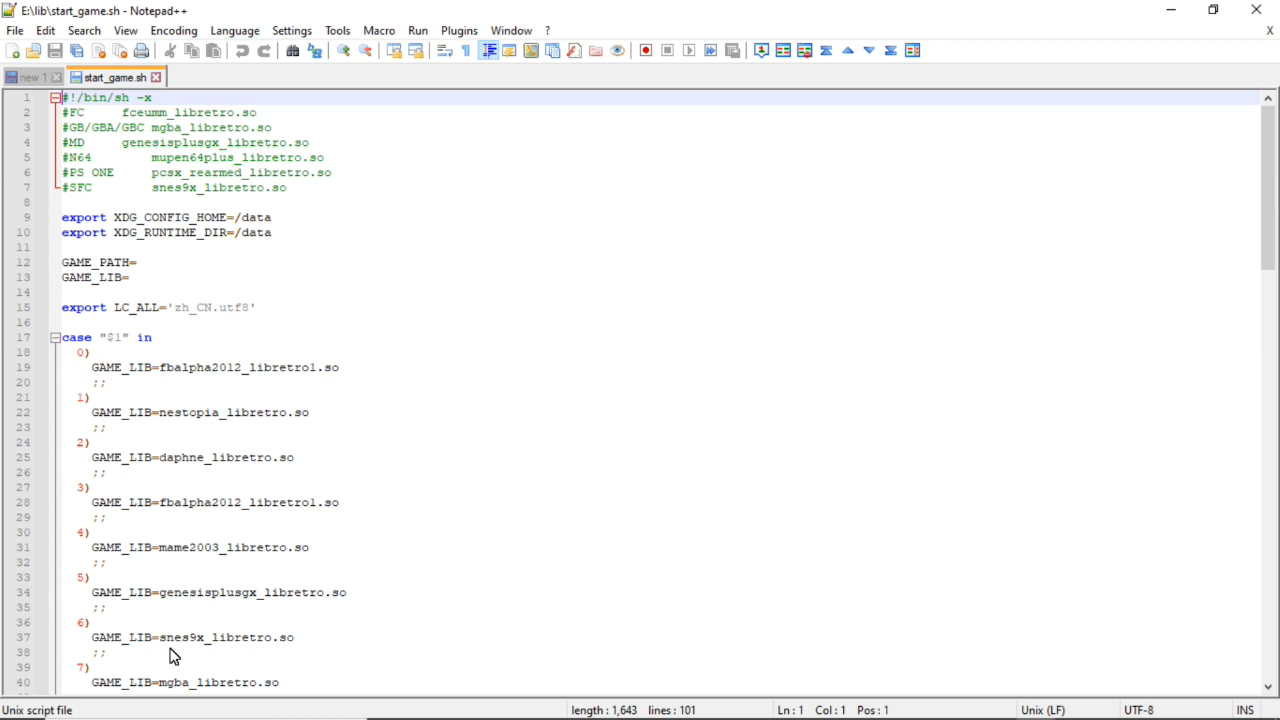 E:\lib\start_game.sh - Notepad++
File Edit Search View Encoding Language Settings Tools Macro Run Plugins Window ? X
new 1 start_game.sh
1 #!/bin/sh -x
2 #FC fceumm_libretro.so
3 #GB/GBA/GBC mgba_libretro.so
4 #MD genesisplusgx_libretro.so
5 #N64 mupen64plus_libretro.so
6 #PS ONE pcsx_rearmed_libretro.so
7 #SFC snes9x_libretro.so
8
9 export XDG_CONFIG_HOME=/data
10 export XDG_RUNTIME_DIR=/data
11
12 GAME_PATH=
13 GAME_LIB=
14
15 export LC_ALL='zh_CN.utf8'
16
17 case "$1" in
18 0)
19 GAME_LIB=fbalpha2012_libretro1.so
20 ;;
21 1)
22 GAME_LIB=nestopia_libretro.so
23 ;;
24 2)
25 GAME_LIB=daphne_libretro.so
26 ;;
27 3)
28 GAME_LIB=fbalpha2012_libretro1.so
29 ;;
30 4)
31 GAME_LIB=mame2003_libretro.so
32 ;;
33 5)
34 GAME_LIB=genesisplusgx_libretro.so
35 ;;
36 6)
37 GAME_LIB=snes9x_libretro.so
38 ;;
39 7)
40 GAME_LIB=mgba_libretro.so
Unix script file length : 1,643 lines : 101 Ln : 1 Col : 1 Pos : 1 Unix (LF) UTF-8 INS